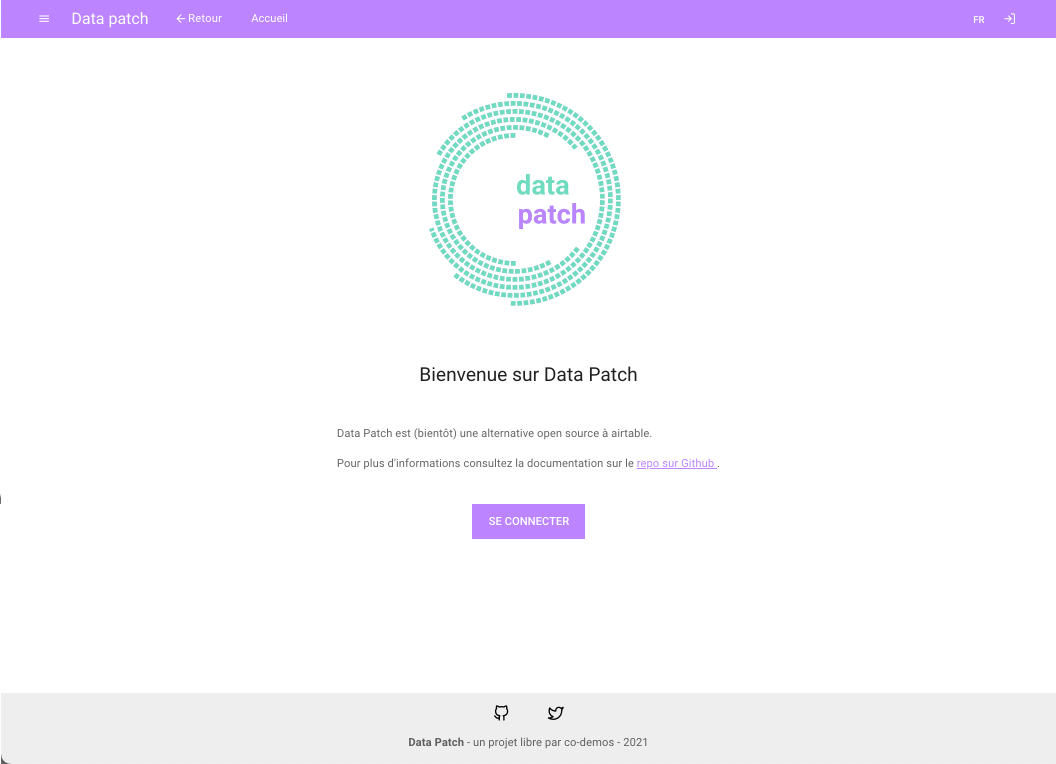 Data patch
Retour
Accueil
FR
data
patch
Bienvenue sur Data Patch
Data Patch est (bientôt) une alternative open source à airtable.
Pour plus d'informations consultez la documentation sur le repo sur Github .
SE CONNECTER
Data Patch - un projet libre par co-demos - 2021